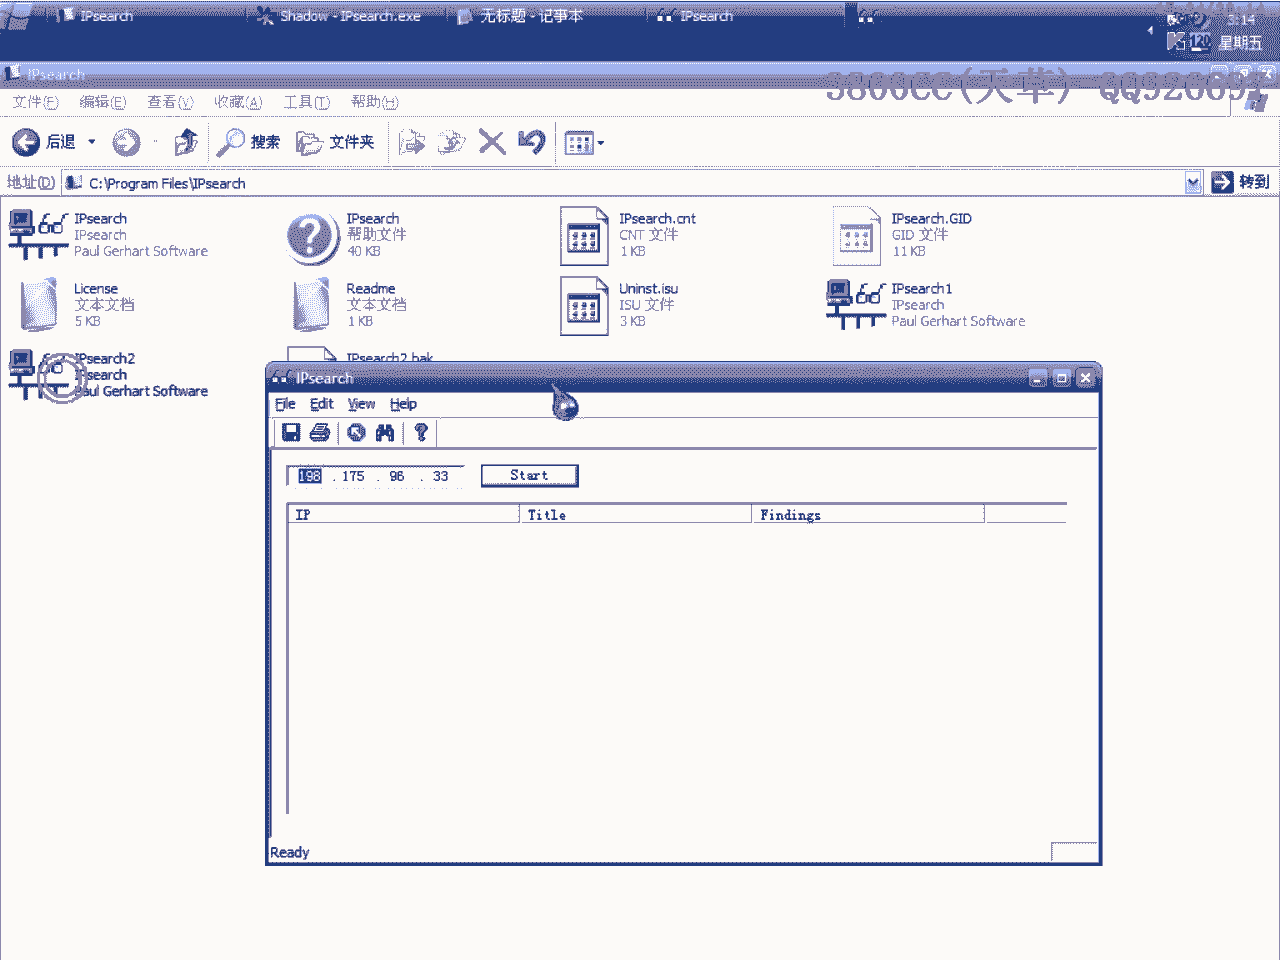 IPsearch
Shadow - IPsearch.exe
无标题 - 记事本
IPsearch
3:14
120
星期五
IPsearch
3800CC(天草)
文件(F) 编辑(E) 查看(V) 收藏(A) 工具(T) 帮助(H)
后退 搜索 文件夹
地址(D) C:\Program Files\IPsearch 转到
IPsearch
IPsearch
Paul Gerhart Software
IPsearch
帮助文件
40 KB
IPsearch.cnt
CNT 文件
1 KB
IPsearch.GID
GID 文件
11 KB
License
文本文档
5 KB
Readme
文本文档
1 KB
Uninst.isu
ISU 文件
3 KB
IPsearch1
IPsearch
Paul Gerhart Software
IPsearch2
IPsearch
Paul Gerhart Software
IPsearch2.bak
IPsearch
File Edit View Help
198 . 175 . 96 . 33 Start
IP Title Findings
Ready